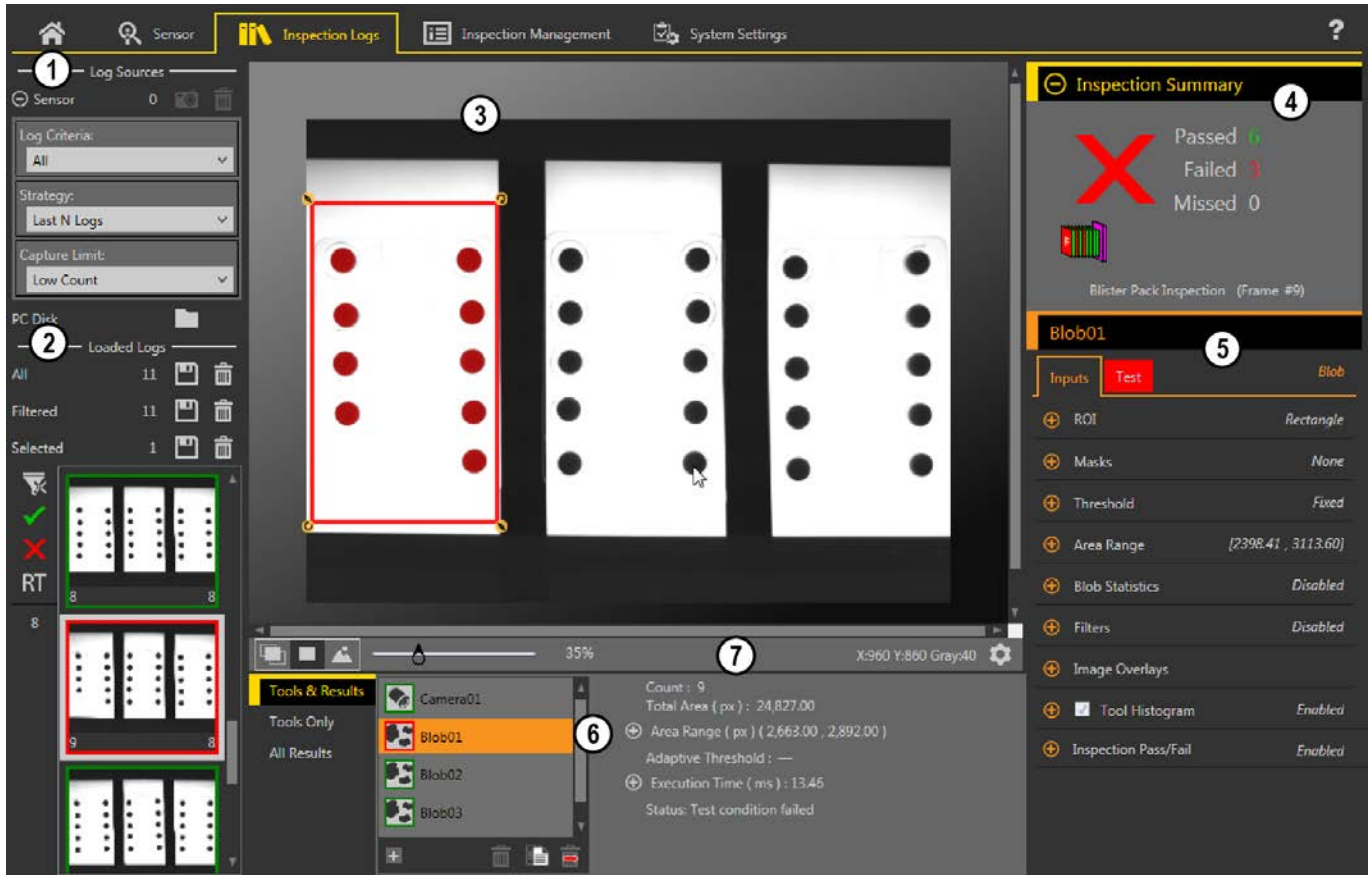 Sensor
Inspection Logs
Inspection Management
System Settings
?
1
Log Sources
Sensor 0
Log Criteria:
All
Strategy:
Last N Logs
Capture Limit:
Low Count
PC Disk
2
Loaded Logs
All 11
Filtered 11
Selected 1
RT
8
8 8
9 8
3
35%
7
X:960 Y:860 Gray:40
Tools & Results
Tools Only
All Results
Camera01
Blob01
Blob02
Blob03
6
Count : 9
Total Area ( px ) : 24,827.00
Area Range ( px ) ( 2,663.00 , 2,892.00 )
Adaptive Threshold : —
Execution Time ( ms ) : 13.46
Status: Test condition failed
Inspection Summary
4
Passed 6
Failed 3
Missed 0
Blister Pack Inspection (Frame #9)
Blob01
5
Inputs Test Blob
ROI Rectangle
Masks None
Threshold Fixed
Area Range [2398.41 , 3113.60]
Blob Statistics Disabled
Filters Disabled
Image Overlays
Tool Histogram Enabled
Inspection Pass/Fail Enabled